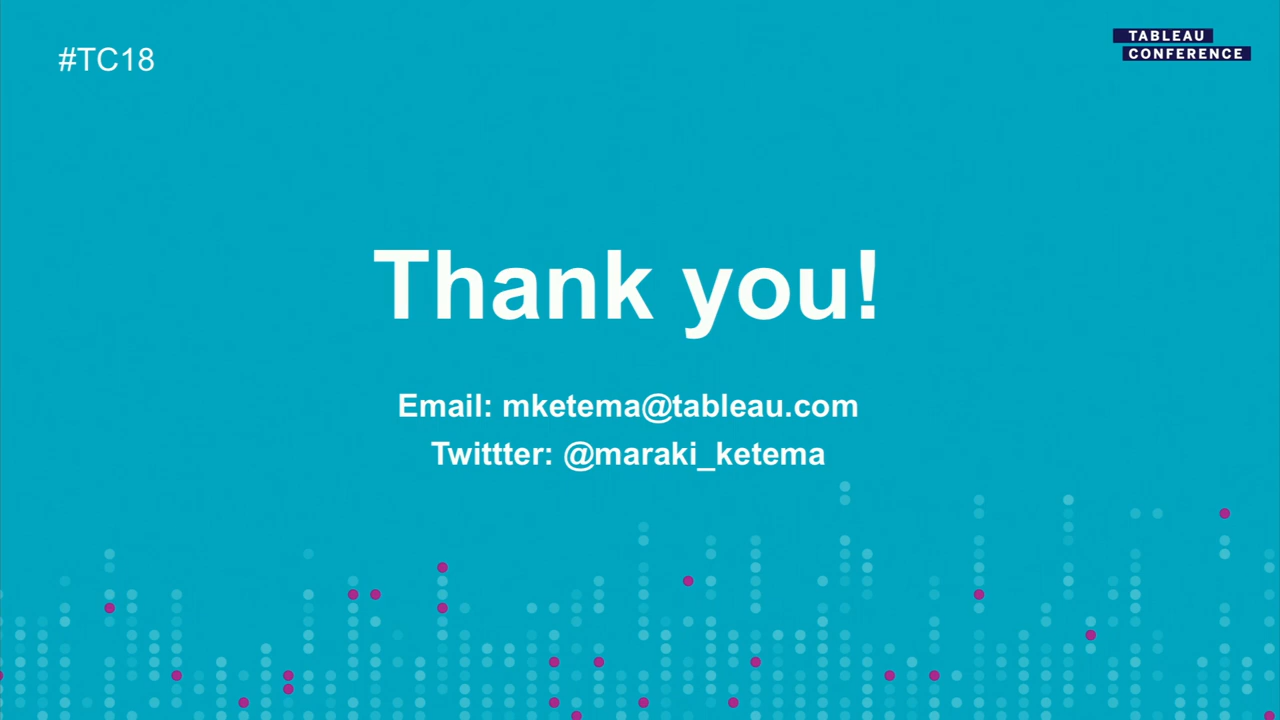 #TC18
TABLEAU
CONFERENCE
Thank you!
Email: mketema@tableau.com
Twittter: @maraki_ketema